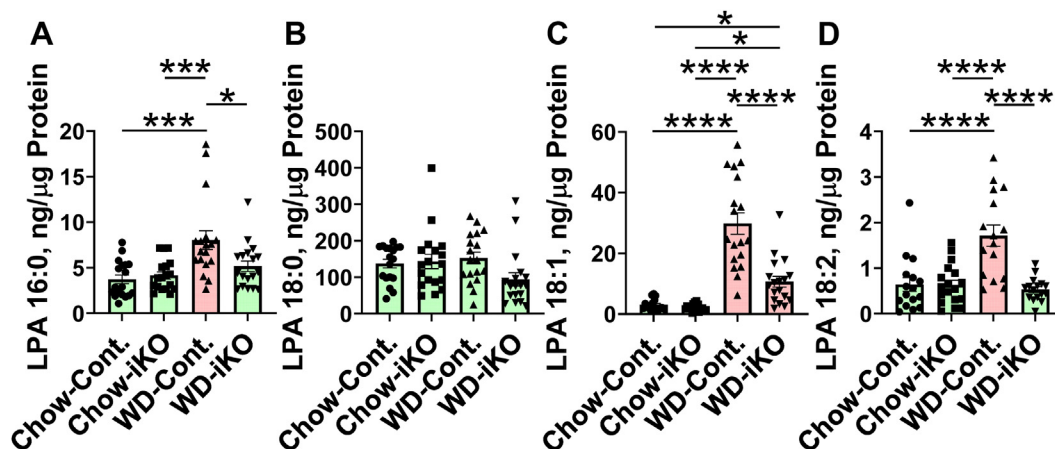 A
LPA 16:0, ng/μg Protein
20
15
10
5
0
***
*
***
Chow-Cont.
Chow-iKO
WD-Cont.
WD-iKO
B
LPA 18:0, ng/μg Protein
500
400
300
200
100
0
Chow-Cont.
Chow-iKO
WD-Cont.
WD-iKO
C
LPA 18:1, ng/μg Protein
60
40
20
0
*
*
****
****
****
Chow-Cont.
Chow-iKO
WD-Cont.
WD-iKO
D
LPA 18:2, ng/μg Protein
4
3
2
1
0
****
****
****
Chow-Cont.
Chow-iKO
WD-Cont.
WD-iKO